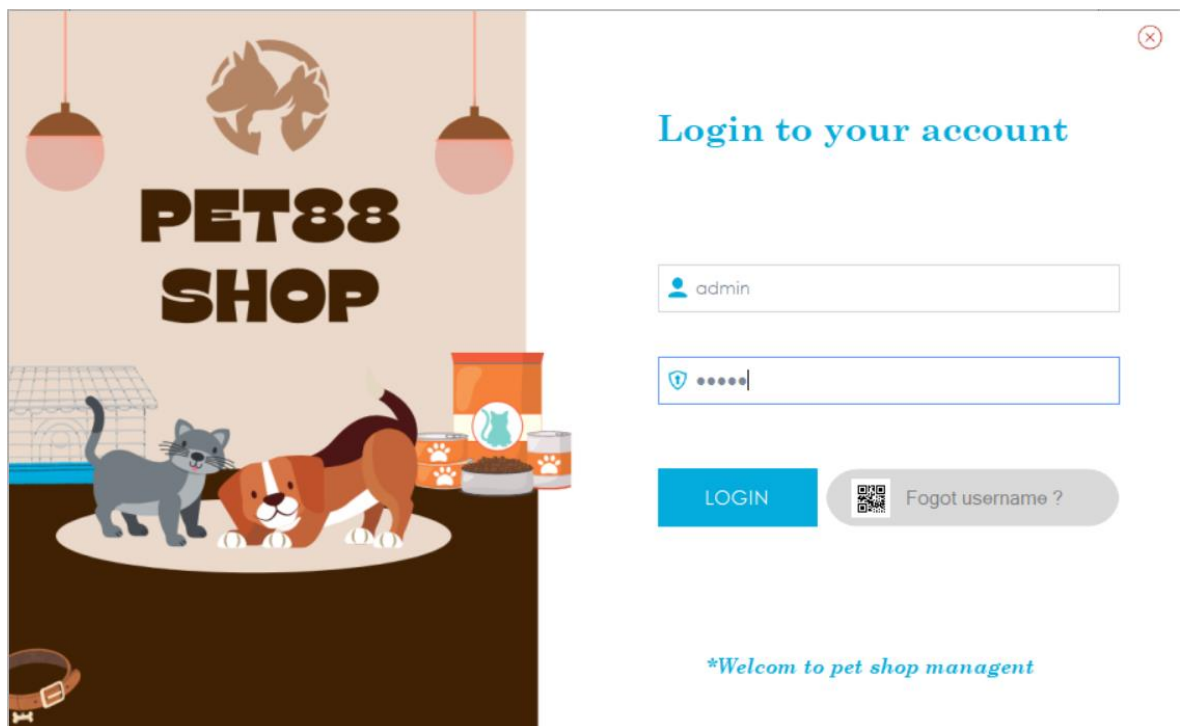 PET88
SHOP
Login to your account
admin
•••••
LOGIN
Fogot username ?
*Welcom to pet shop managent